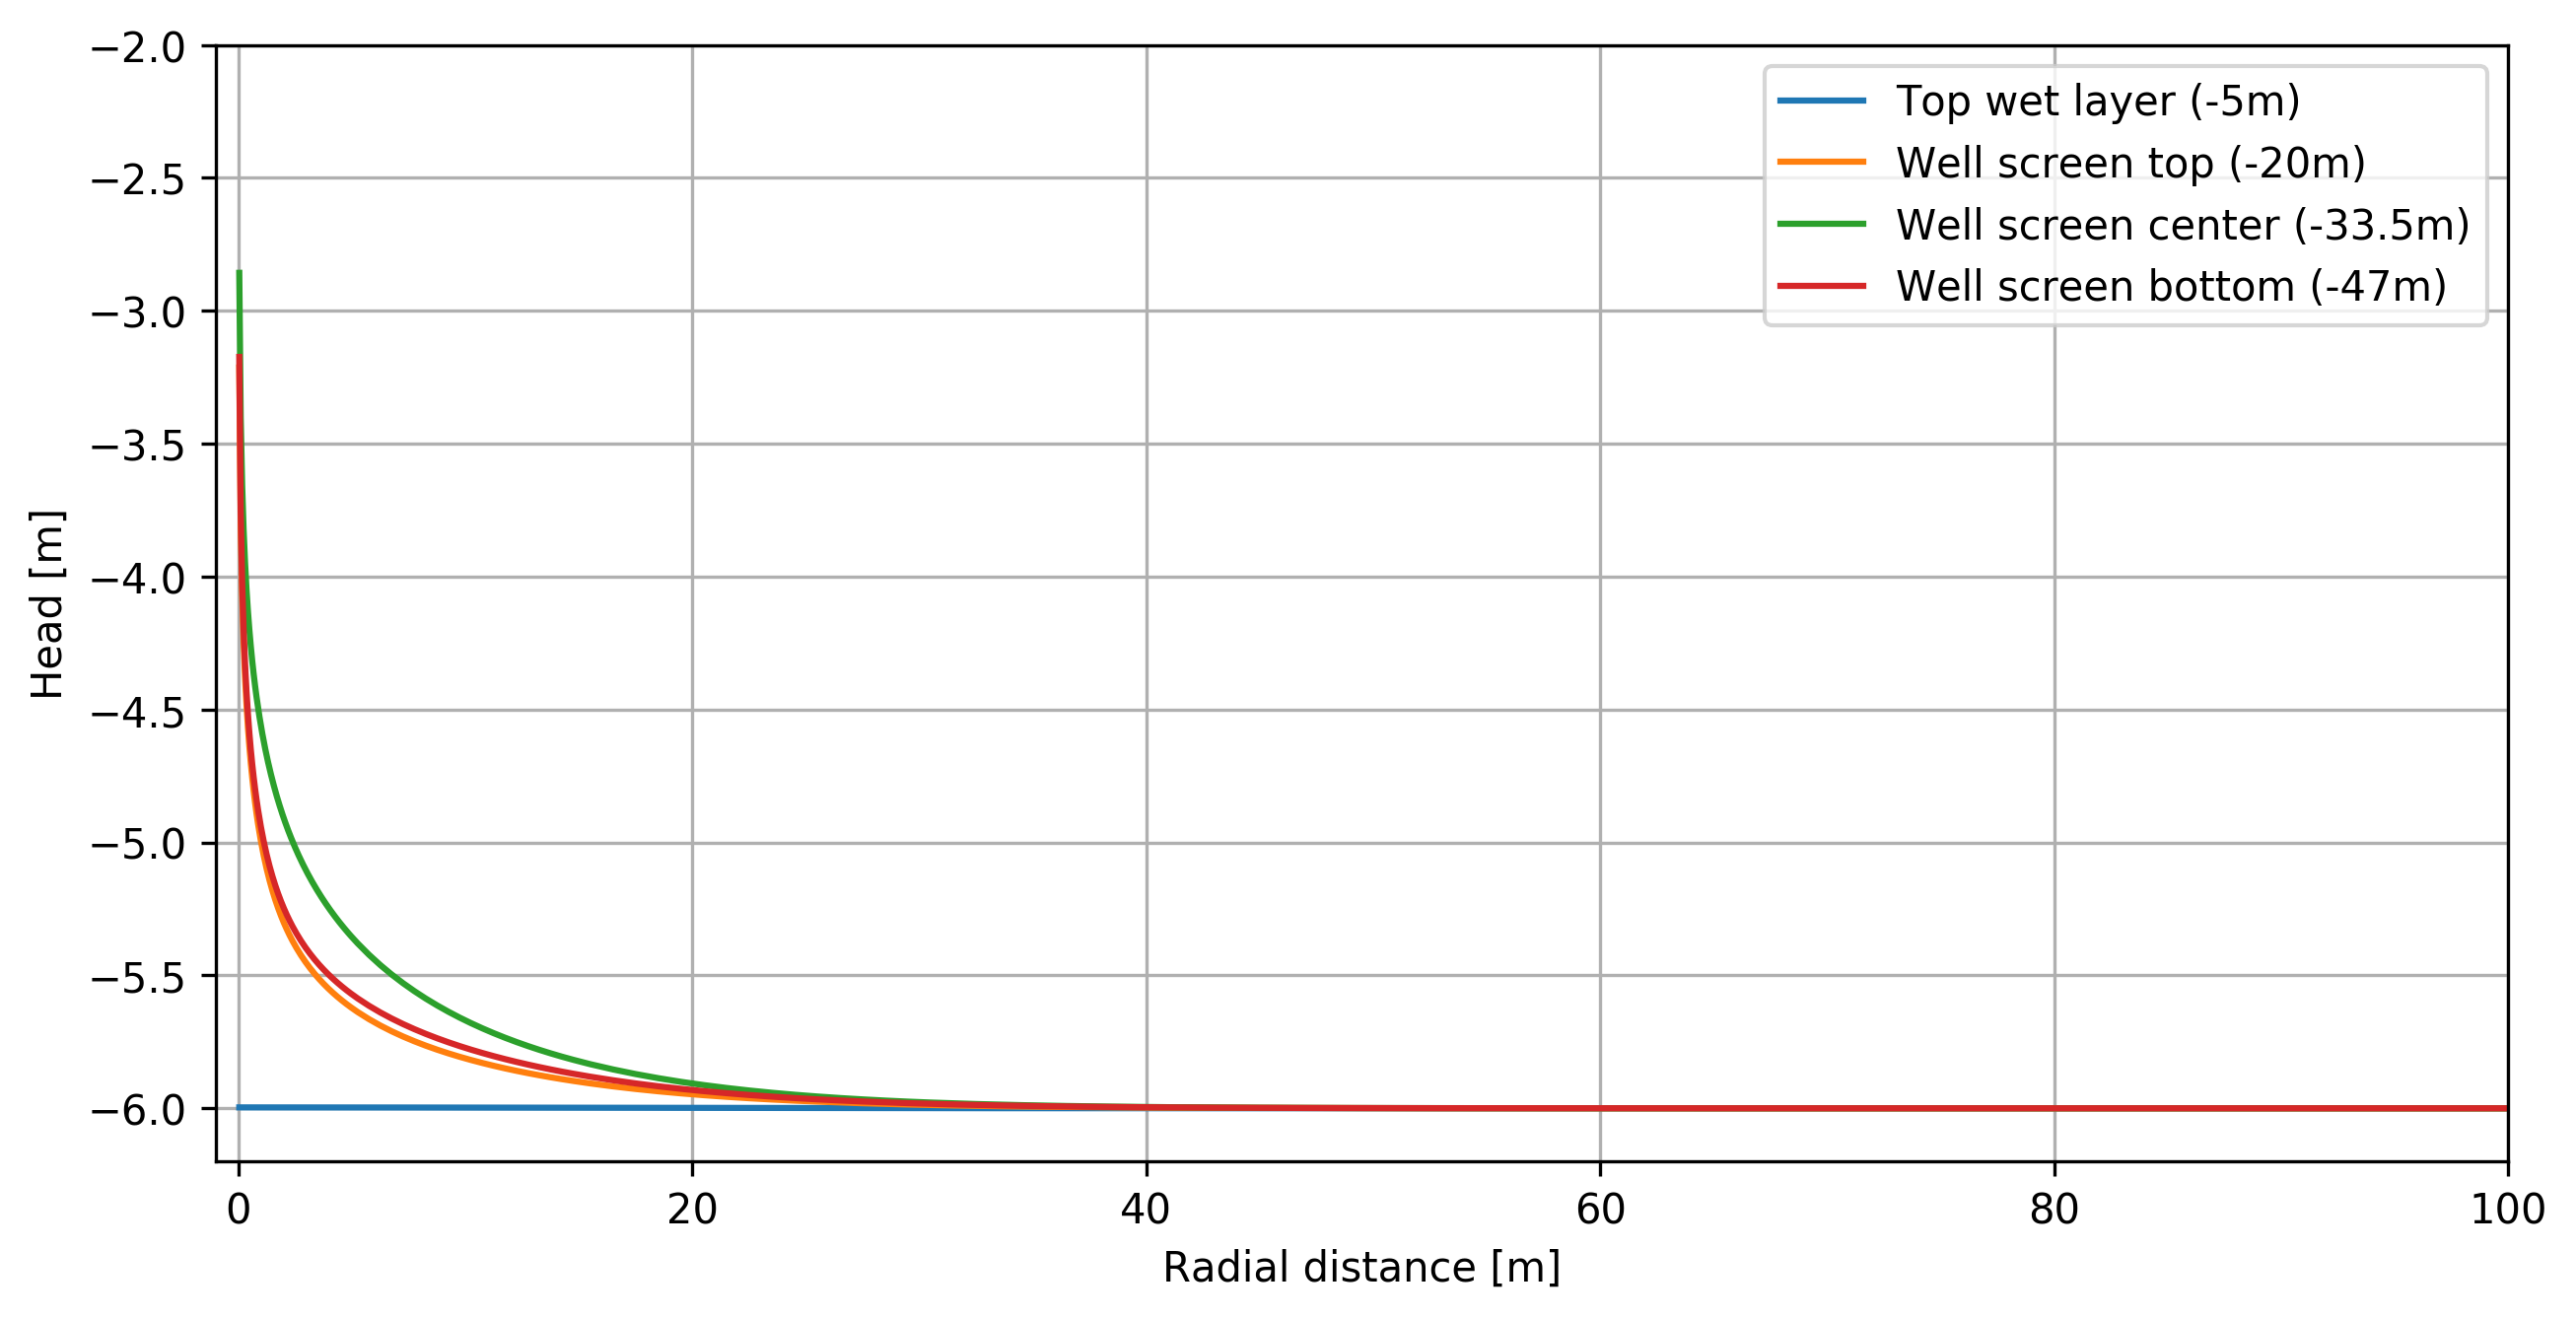 −2.0
−2.5
−3.0
−3.5
−4.0
−4.5
−5.0
−5.5
−6.0
Head [m]
Top wet layer (-5m)
Well screen top (-20m)
Well screen center (-33.5m)
Well screen bottom (-47m)
0 20 40 60 80 100
Radial distance [m]